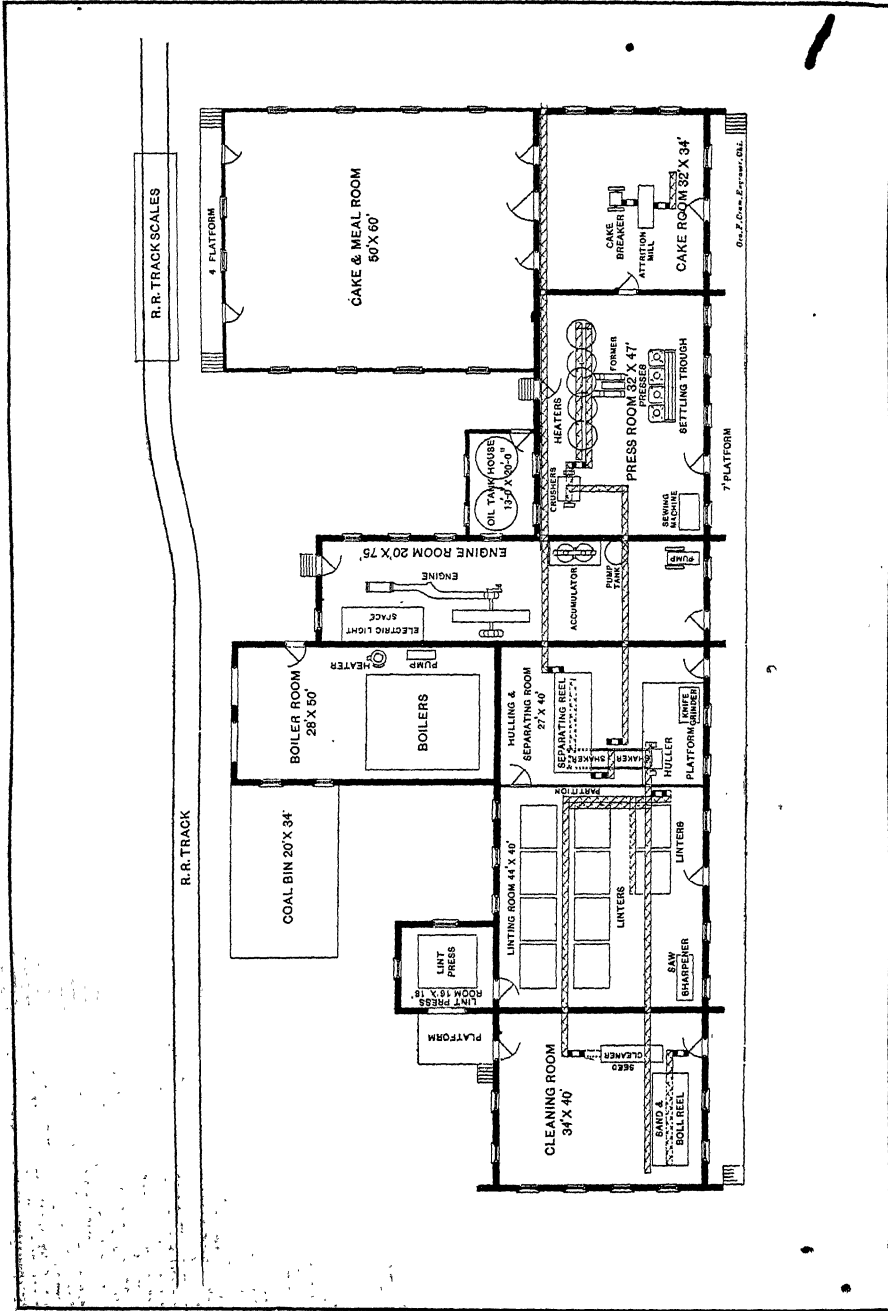 R.R. TRACK SCALES
4 PLATFORM
CAKE & MEAL ROOM
50' X 60'
CAKE
BREAKER
ATTRITION
MILL
CAKE ROOM 32' X 34'
Geo. F. Cram, Engraver, Chi.
HEATERS
FORMER
PRESS ROOM 32' X 47'
PRESSES
SETTLING TROUGH
CRUSHERS
SEWING
MACHINE
7' PLATFORM
OIL TANK HOUSE
13'-0" X 20'-0"
ENGINE ROOM 20' X 75'
ENGINE
ELECTRIC LIGHT
SPACE
ACCUMULATOR
PUMP
TANK
PUMP
BOILER ROOM
28' X 50'
HEATER
PUMP
BOILERS
HULLING &
SEPARATING ROOM
27' X 40'
SEPARATING REEL
SHAKER
SHAKER
HULLER
PLATFORM
KNIFE
GRINDER
PARTITION
R.R. TRACK
COAL BIN 20' X 34'
LINTING ROOM 44' X 40'
LINTERS
LINTERS
SAW
SHARPENER
LINT
PRESS
LINT PRESS
ROOM 16' X 18'
PLATFORM
CLEANING ROOM
34' X 40'
SEED
CLEANER
SAND &
BOLL REEL